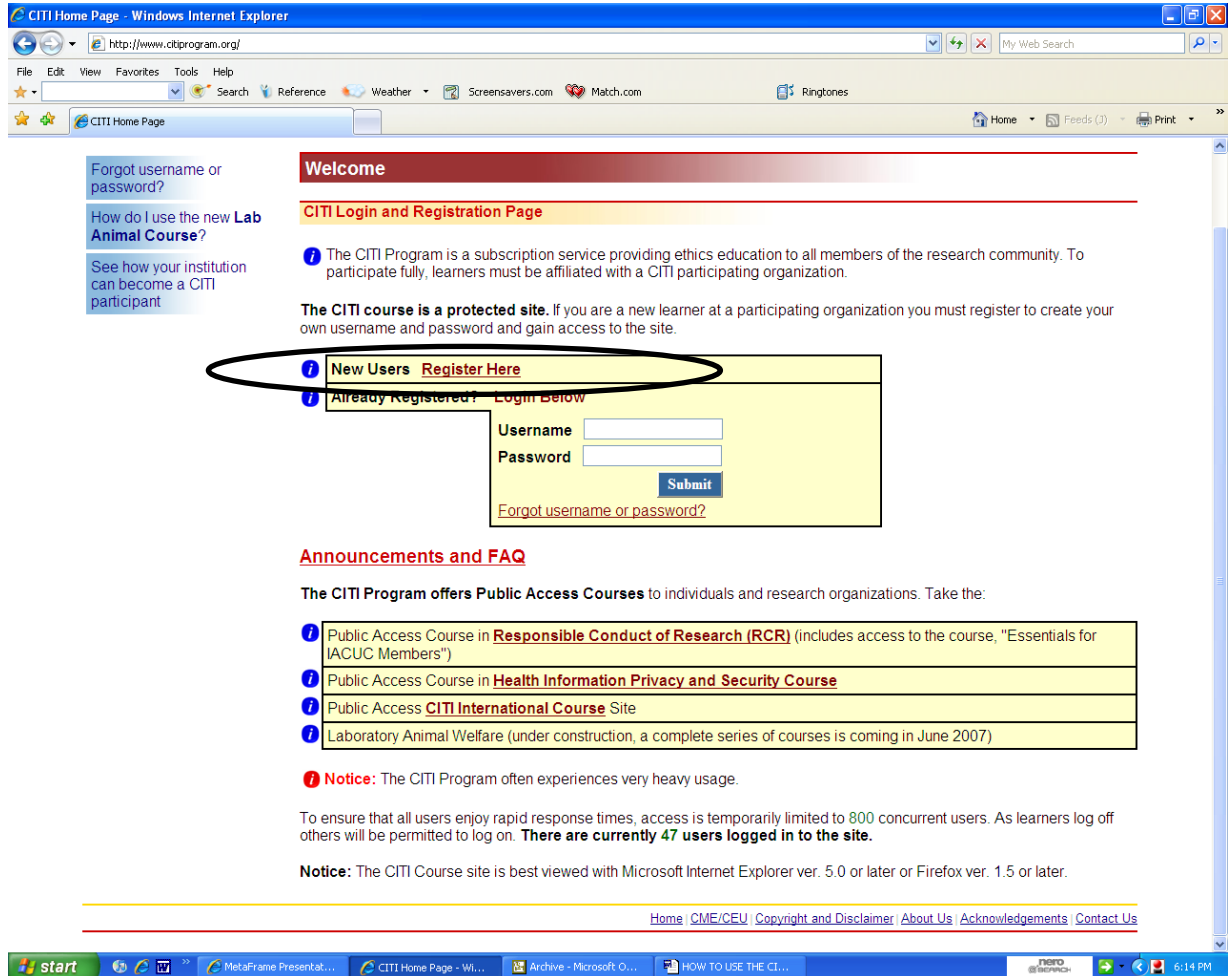 CITI Home Page - Windows Internet Explorer
http://www.citiprogram.org/
My Web Search
File Edit View Favorites Tools Help
Search Reference Weather Screensavers.com Match.com Ringtones
CITI Home Page
Home Feeds (J) Print »
Forgot username or
password?
How do I use the new Lab
Animal Course?
See how your institution
can become a CITI
participant
Welcome
CITI Login and Registration Page
The CITI Program is a subscription service providing ethics education to all members of the research community. To
participate fully, learners must be affiliated with a CITI participating organization.
The CITI course is a protected site. If you are a new learner at a participating organization you must register to create your
own username and password and gain access to the site.
New Users Register Here
Already Registered? Login Below
Username
Password
Submit
Forgot username or password?
Announcements and FAQ
The CITI Program offers Public Access Courses to individuals and research organizations. Take the:
Public Access Course in Responsible Conduct of Research (RCR) (includes access to the course, "Essentials for
IACUC Members")
Public Access Course in Health Information Privacy and Security Course
Public Access CITI International Course Site
Laboratory Animal Welfare (under construction, a complete series of courses is coming in June 2007)
Notice: The CITI Program often experiences very heavy usage.
To ensure that all users enjoy rapid response times, access is temporarily limited to 800 concurrent users. As learners log off
others will be permitted to log on. There are currently 47 users logged in to the site.
Notice: The CITI Course site is best viewed with Microsoft Internet Explorer ver. 5.0 or later or Firefox ver. 1.5 or later.
Home | CME/CEU | Copyright and Disclaimer | About Us | Acknowledgements | Contact Us
start » MetaFrame Presentat... CITI Home Page - Wi... Archive - Microsoft O... HOW TO USE THE CI... nero SEARCH 6:14 PM